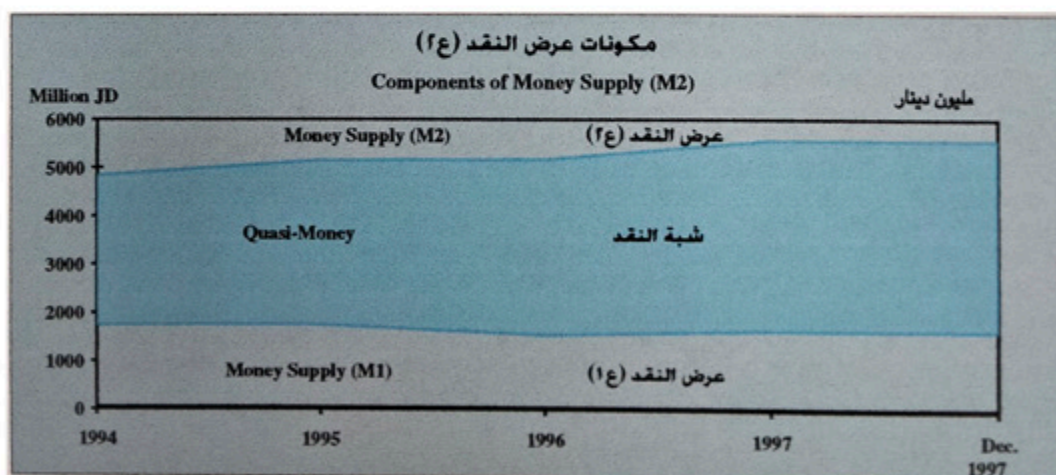 مكونات عرض النقد (ع٢)
Components of Money Supply (M2)
Million JD مليون دينار
6000
Money Supply (M2) عرض النقد (ع٢)
5000
4000
Quasi-Money شبة النقد
3000
2000
1000
Money Supply (M1) عرض النقد (ع١)
0
1994 1995 1996 1997 Dec.
1997